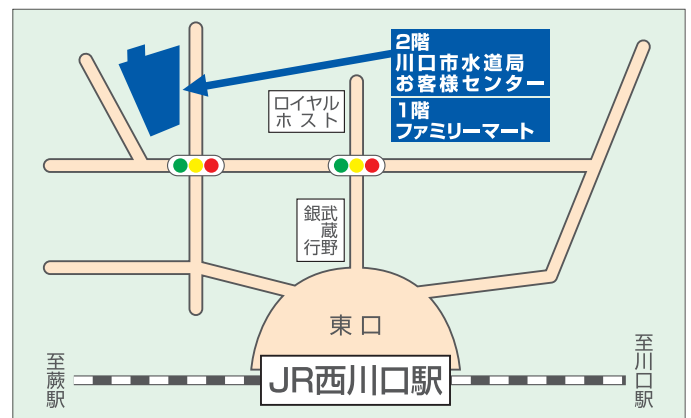 2階
川口市水道局
お客様センター
1階
ファミリーマート
ロイヤル
ホスト
武蔵野
銀行
東口
至蕨駅
JR西川口駅
至川口駅